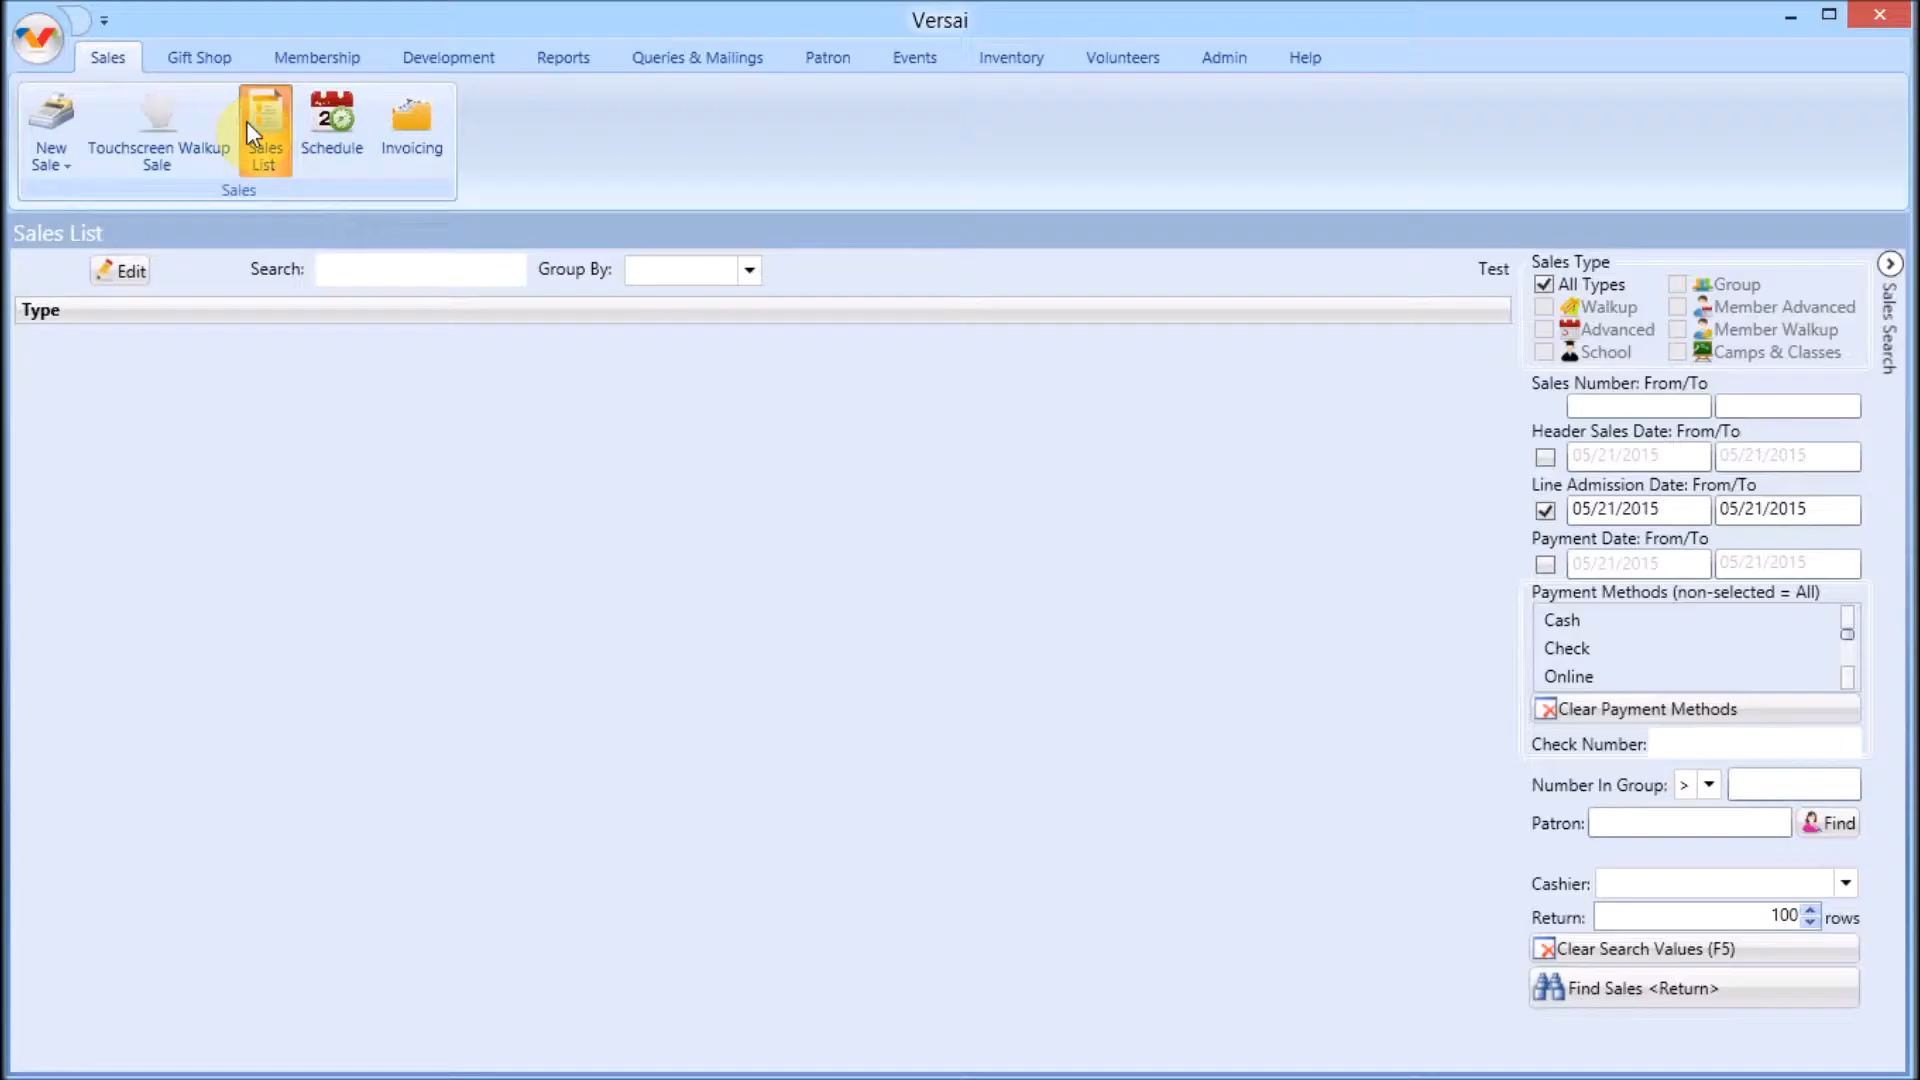 Versai
Sales Gift Shop Membership Development Reports Queries & Mailings Patron Events Inventory Volunteers Admin Help
New Sale
Touchscreen Walkup Sale
Sales List
Schedule
Invoicing
Sales
Sales List
Edit Search: Group By: Test
Type
Sales Search
Sales Type
All Types Group
Walkup Member Advanced
Advanced Member Walkup
School Camps & Classes
Sales Number: From/To
Header Sales Date: From/To
05/21/2015 05/21/2015
Line Admission Date: From/To
05/21/2015 05/21/2015
Payment Date: From/To
05/21/2015 05/21/2015
Payment Methods (non-selected = All)
Cash
Check
Online
Clear Payment Methods
Check Number:
Number In Group: >
Patron: Find
Cashier:
Return: 100 rows
Clear Search Values (F5)
Find Sales <Return>